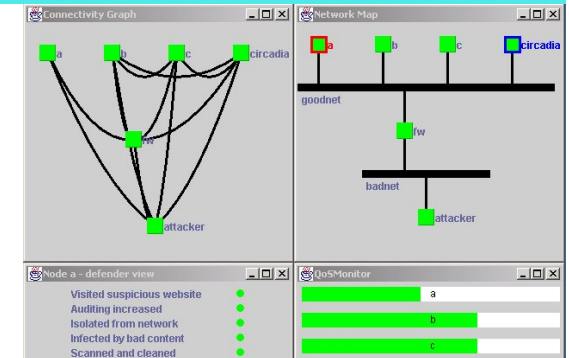 Connectivity Graph
a b c circadia
fw
attacker
Network Map
a b c circadia
goodnet
fw
badnet
attacker
Node a - defender view
Visited suspicious website
Auditing increased
Isolated from network
Infected by bad content
Scanned and cleaned
QoSMonitor
a
b
c